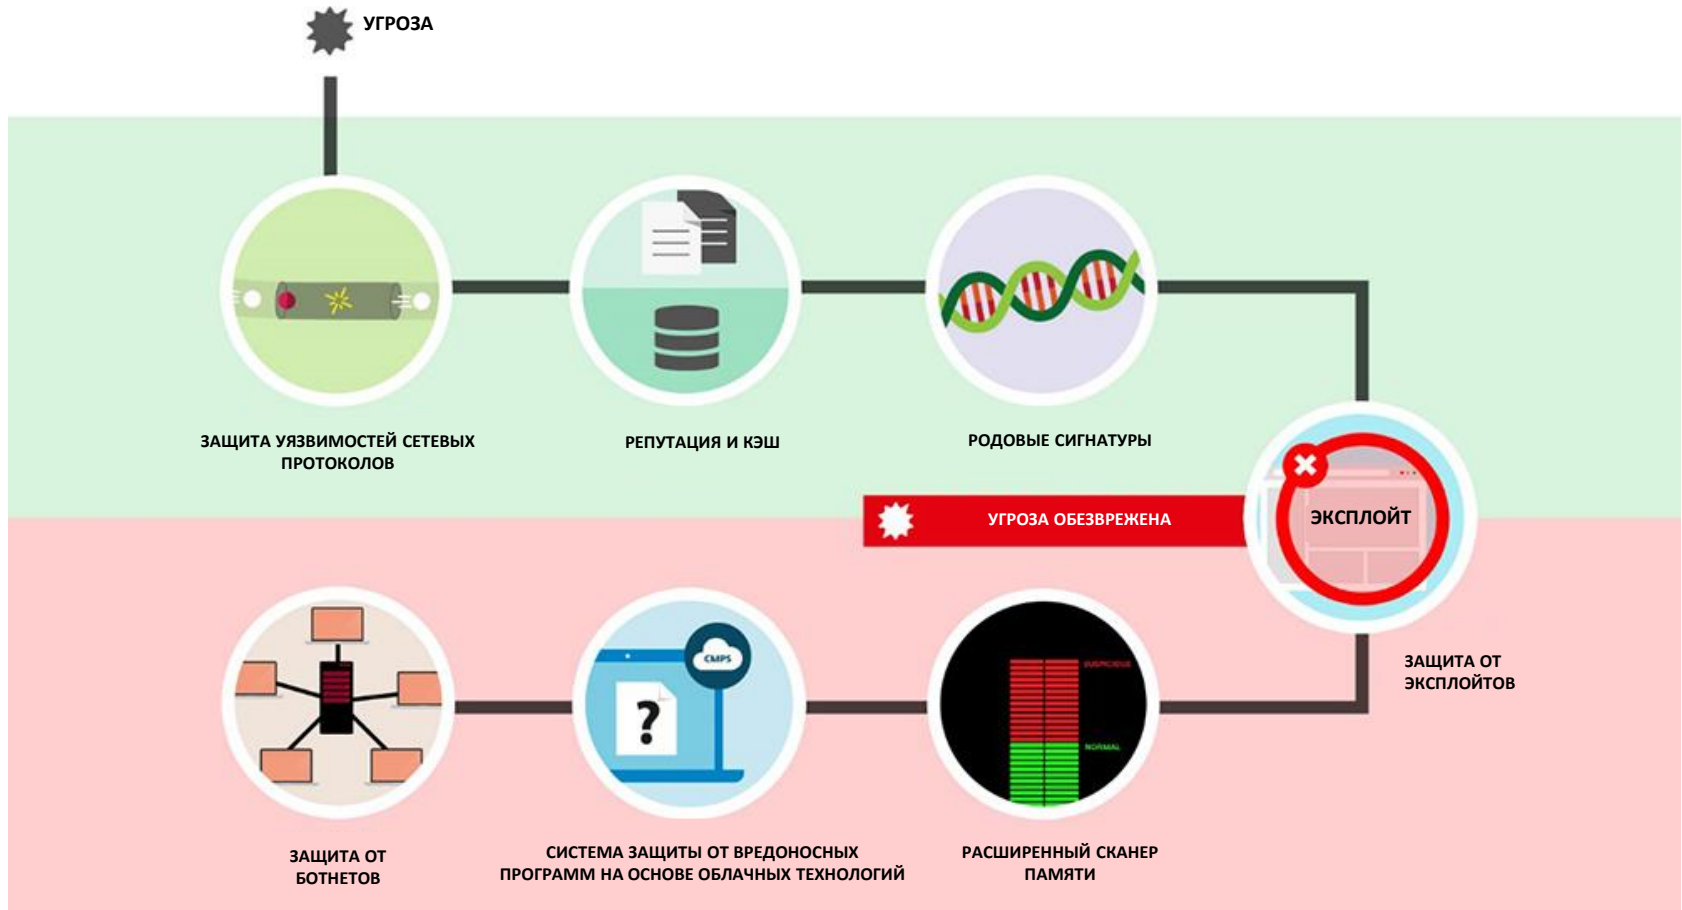 УГРОЗА
ЗАЩИТА УЯЗВИМОСТЕЙ СЕТЕВЫХ
ПРОТОКОЛОВ
РЕПУТАЦИЯ И КЭШ
РОДОВЫЕ СИГНАТУРЫ
УГРОЗА ОБЕЗВРЕЖЕНА
ЭКСПЛОЙТ
ЗАЩИТА ОТ
ЭКСПЛОЙТОВ
CMPS
?
SUSPICIOUS
NORMAL
ЗАЩИТА ОТ
БОТНЕТОВ
СИСТЕМА ЗАЩИТЫ ОТ ВРЕДОНОСНЫХ
ПРОГРАММ НА ОСНОВЕ ОБЛАЧНЫХ ТЕХНОЛОГИЙ
РАСШИРЕННЫЙ СКАНЕР
ПАМЯТИ